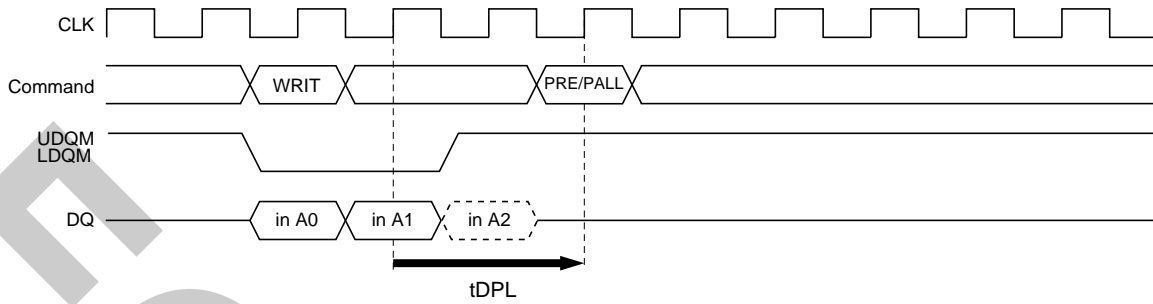 CLK
Command
WRIT
PRE/PALL
UDQM
LDQM
DQ
in A0
in A1
in A2
tDPL